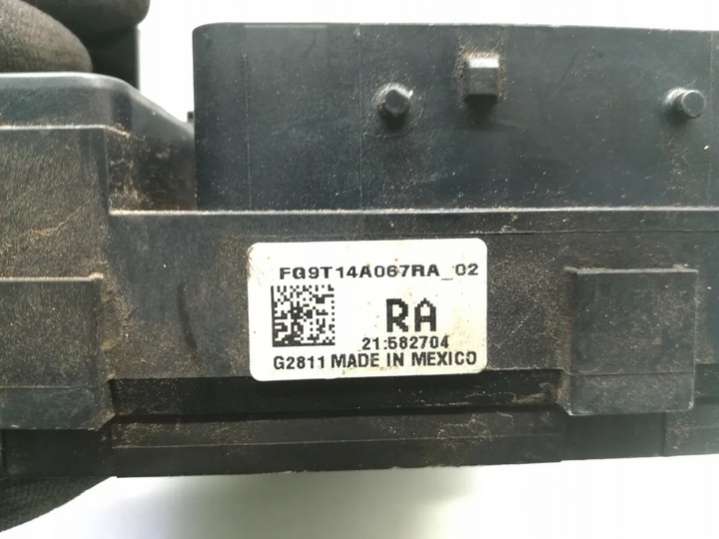 FG9T14A067RA_02
RA
21:582704
G2811 MADE IN MEXICO